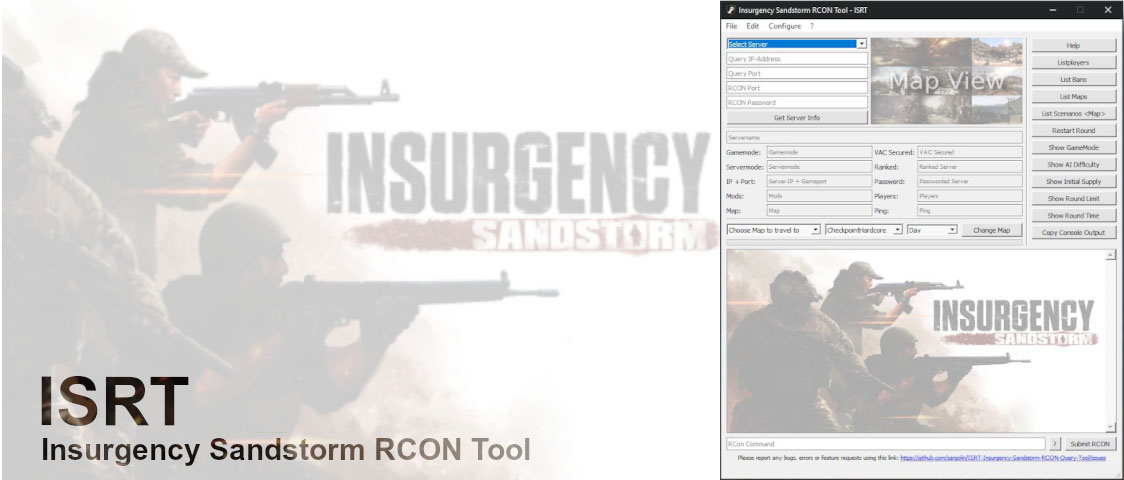 INSURGENCY
SANDSTORM
ISRT
Insurgency Sandstorm RCON Tool
Insurgency Sandstorm RCON Tool - ISRT
File Edit Configure ?
Select Server
Query IP-Address
Query Port
RCON Port
RCON Password
Get Server Info
Map View
Servername
Gamemode: Gamemode VAC Secured: VAC Secured
Servermode: Servermode Ranked: Ranked Server
IP + Port: Server-IP + Gameport Password: Passworded Server
Mods: Mods Players: Players
Map: Map Ping: Ping
Choose Map to travel to CheckpointHardcore Day Change Map
Help
Listplayers
List Bans
List Maps
List Scenarios <Map>
Restart Round
Show GameMode
Show AI Difficulty
Show Initial Supply
Show Round Limit
Show Round Time
Copy Console Output
INSURGENCY
SANDSTORM
RCon Command ? Submit RCON
Please report any bugs, errors or feature requests using this link: https://github.com/sargolin/ISRT-Insurgency-Sandstorm-RCON-Query-Tool/issues